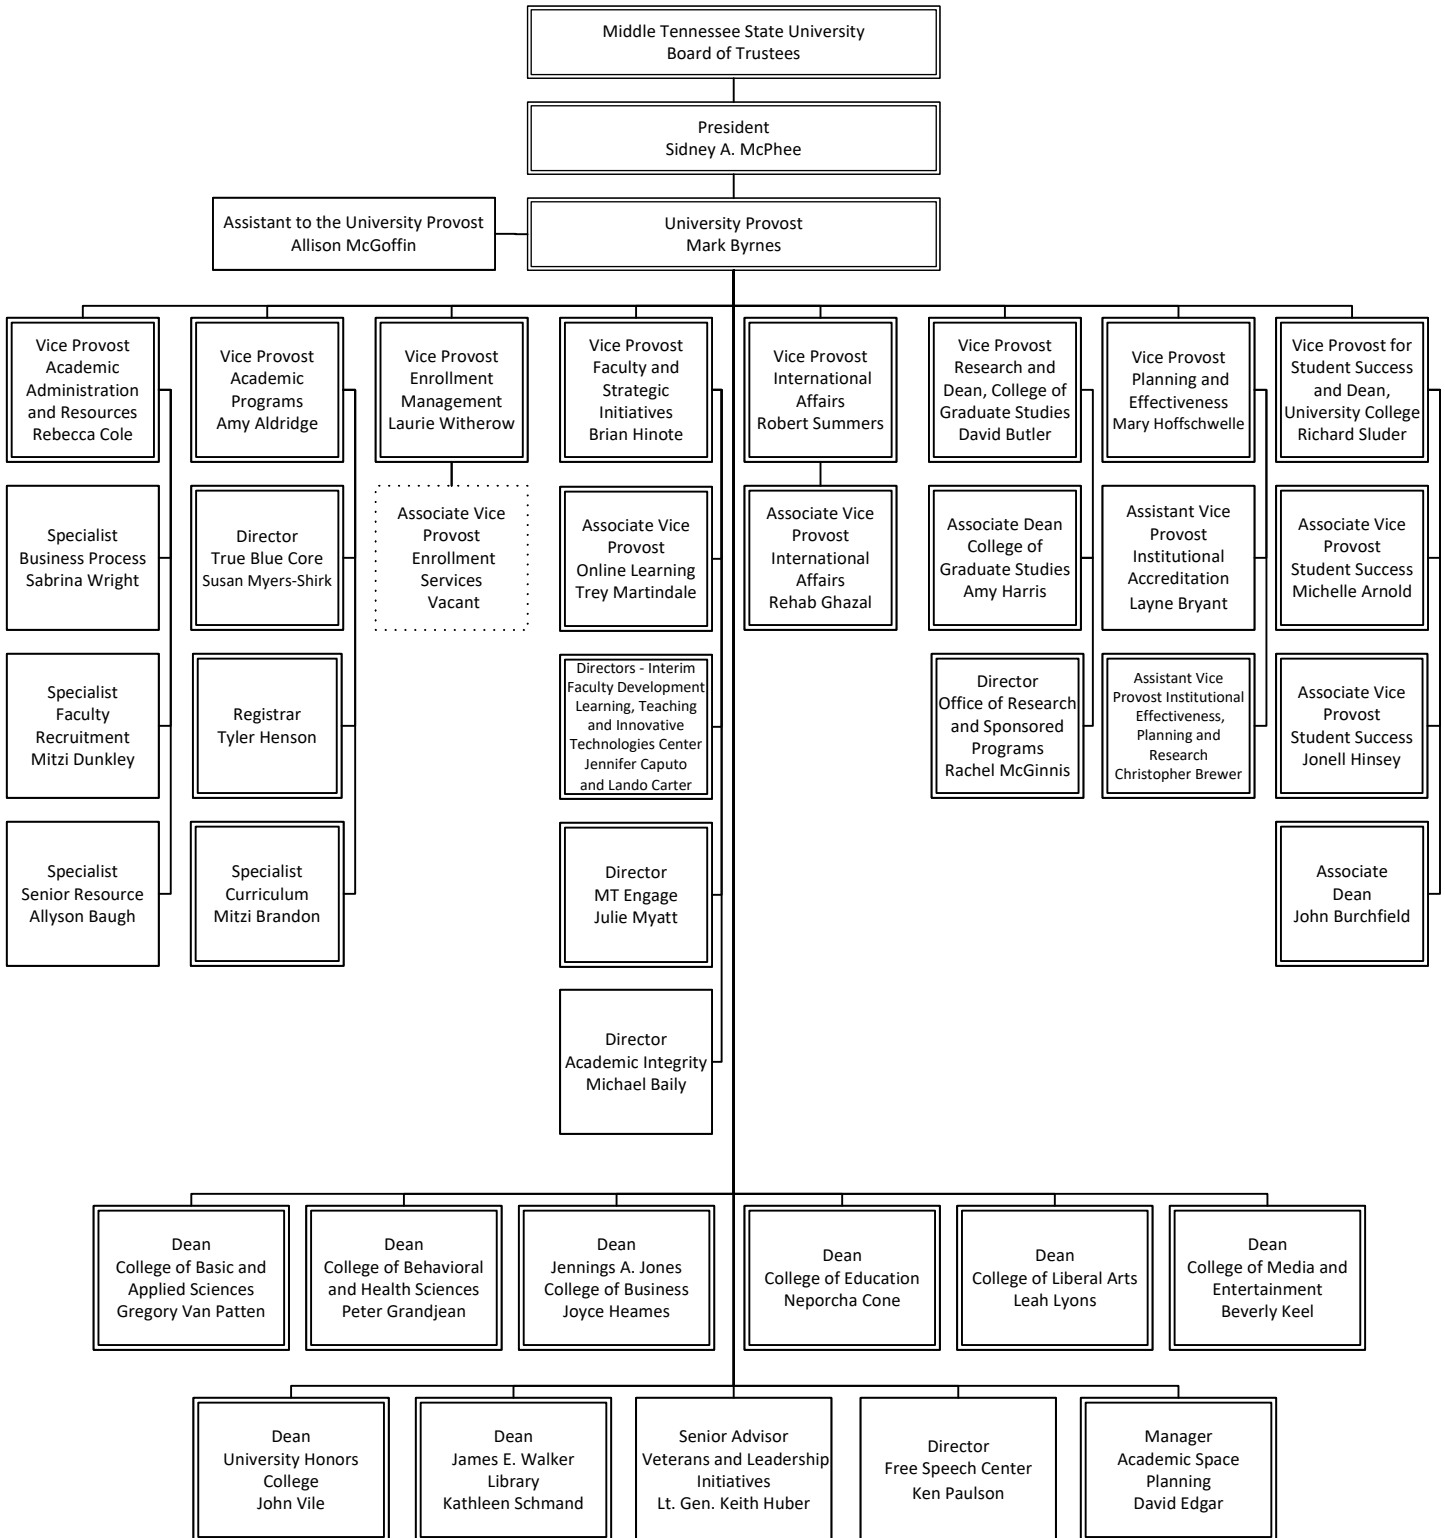 Middle Tennessee State University
Board of Trustees
President
Sidney A. McPhee
Assistant to the University Provost
Allison McGoffin
University Provost
Mark Byrnes
Vice Provost
Academic
Administration
and Resources
Rebecca Cole
Vice Provost
Academic
Programs
Amy Aldridge
Vice Provost
Enrollment
Management
Laurie Witherow
Vice Provost
Faculty and
Strategic
Initiatives
Brian Hinote
Vice Provost
International
Affairs
Robert Summers
Vice Provost
Research and
Dean, College of
Graduate Studies
David Butler
Vice Provost
Planning and
Effectiveness
Mary Hoffschwelle
Vice Provost for
Student Success
and Dean,
University College
Richard Sluder
Specialist
Business Process
Sabrina Wright
Director
True Blue Core
Susan Myers-Shirk
Associate Vice
Provost
Enrollment
Services
Vacant
Associate Vice
Provost
Online Learning
Trey Martindale
Associate Vice
Provost
International
Affairs
Rehab Ghazal
Associate Dean
College of
Graduate Studies
Amy Harris
Assistant Vice
Provost
Institutional
Accreditation
Layne Bryant
Associate Vice
Provost
Student Success
Michelle Arnold
Specialist
Faculty
Recruitment
Mitzi Dunkley
Registrar
Tyler Henson
Directors - Interim
Faculty Development
Learning, Teaching
and Innovative
Technologies Center
Jennifer Caputo
and Lando Carter
Director
Office of Research
and Sponsored
Programs
Rachel McGinnis
Assistant Vice
Provost Institutional
Effectiveness,
Planning and
Research
Christopher Brewer
Associate Vice
Provost
Student Success
Jonell Hinsey
Specialist
Senior Resource
Allyson Baugh
Specialist
Curriculum
Mitzi Brandon
Director
MT Engage
Julie Myatt
Associate
Dean
John Burchfield
Director
Academic Integrity
Michael Baily
Dean
College of Basic and
Applied Sciences
Gregory Van Patten
Dean
College of Behavioral
and Health Sciences
Peter Grandjean
Dean
Jennings A. Jones
College of Business
Joyce Heames
Dean
College of Education
Neporcha Cone
Dean
College of Liberal Arts
Leah Lyons
Dean
College of Media and
Entertainment
Beverly Keel
Dean
University Honors
College
John Vile
Dean
James E. Walker
Library
Kathleen Schmand
Senior Advisor
Veterans and Leadership
Initiatives
Lt. Gen. Keith Huber
Director
Free Speech Center
Ken Paulson
Manager
Academic Space
Planning
David Edgar